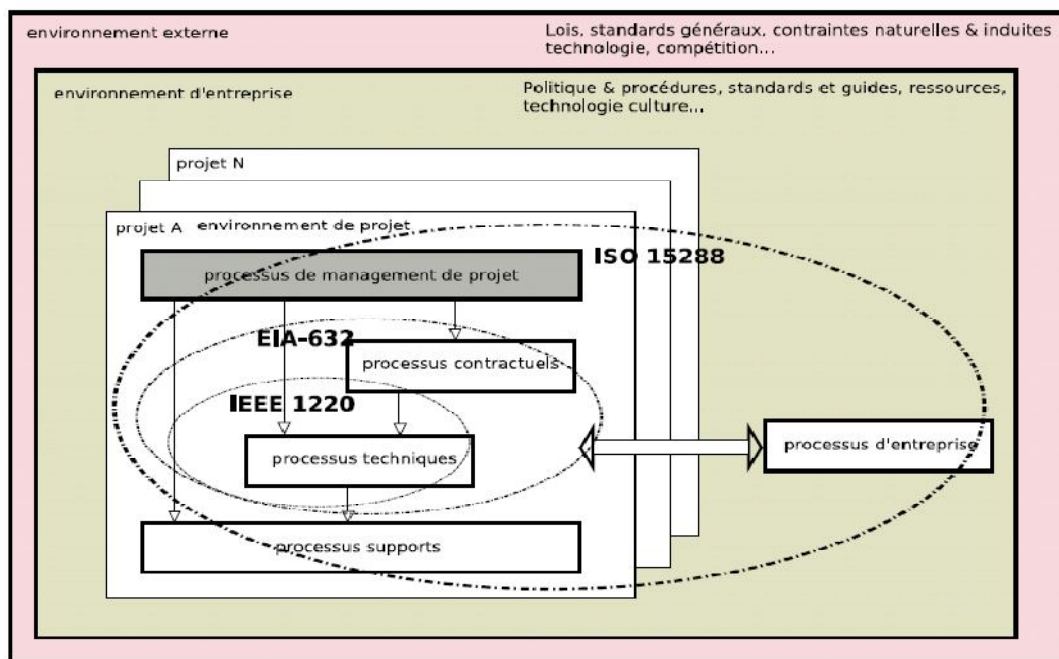 environnement externe
Lois, standards généraux, contraintes naturelles & induites
technologie, compétition...
environnement d'entreprise
Politique & procédures, standards et guides, ressources,
technologie culture...
projet N
projet A
environnement de projet
ISO 15288
processus de management de projet
EIA-632
processus contractuels
IEEE 1220
processus techniques
processus d'entreprise
processus supports